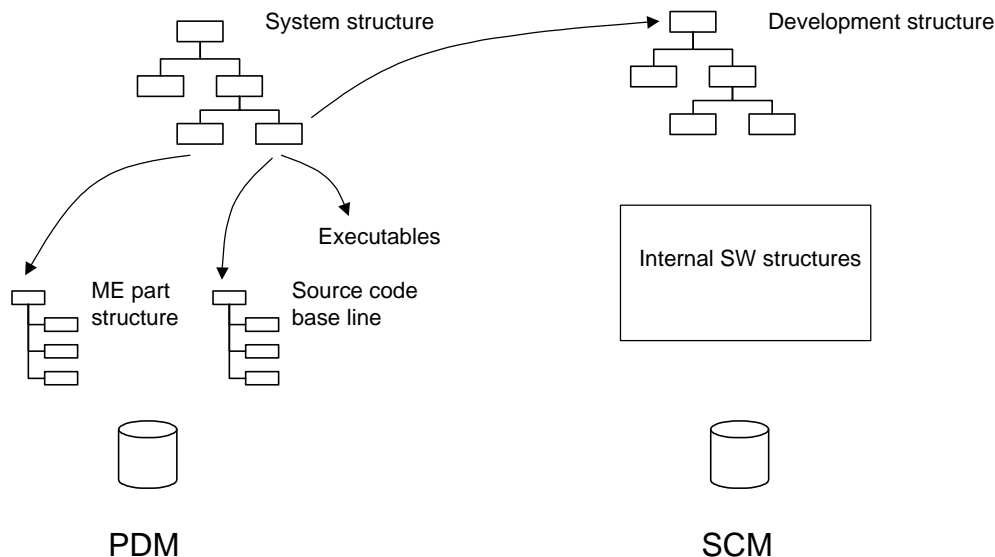 System structure
Development structure
Executables
Internal SW structures
ME part
structure
Source code
base line
PDM
SCM